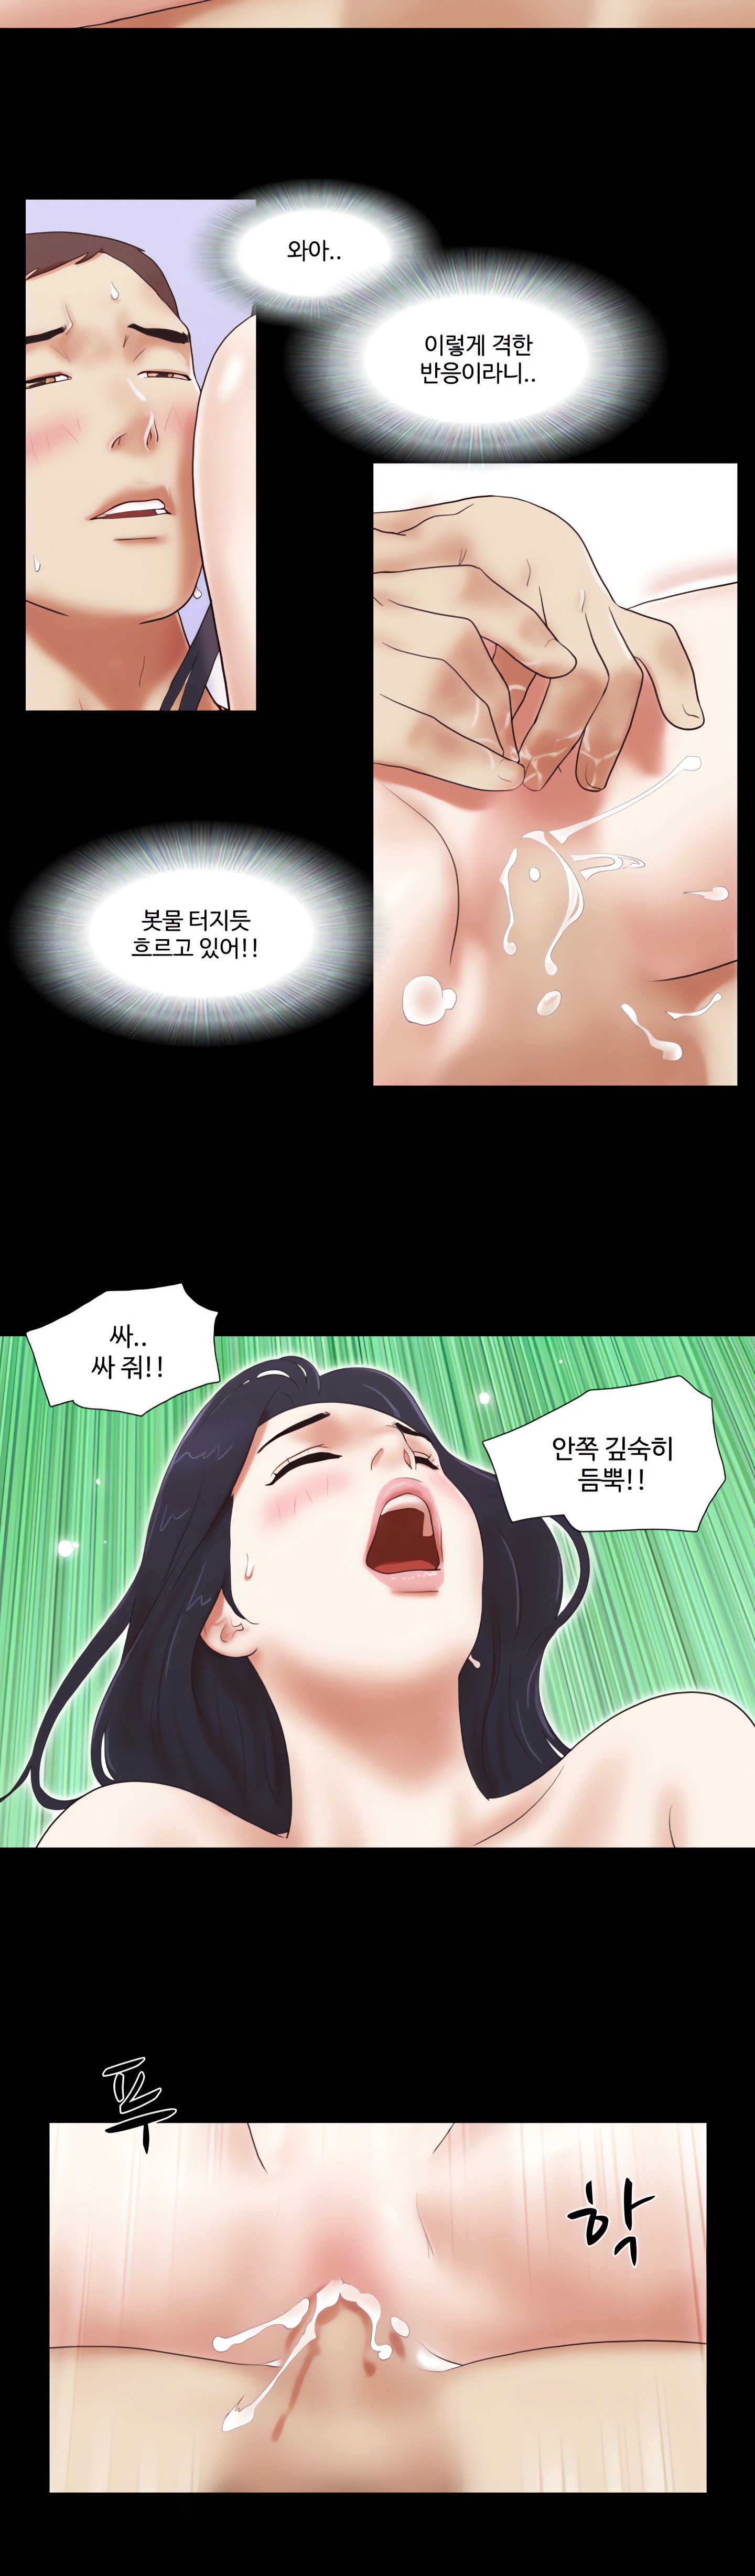 와아..
이렇게 격한
반응이라니..
봇물 터지듯
흐르고 있어!!
싸..
싸 줘!!
안쪽 깊숙히
듬뿍!!
푸
학